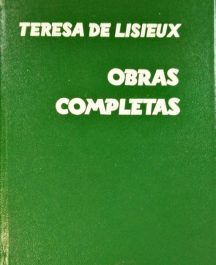 TERESA DE LISIEUX
OBRAS
COMPLETAS